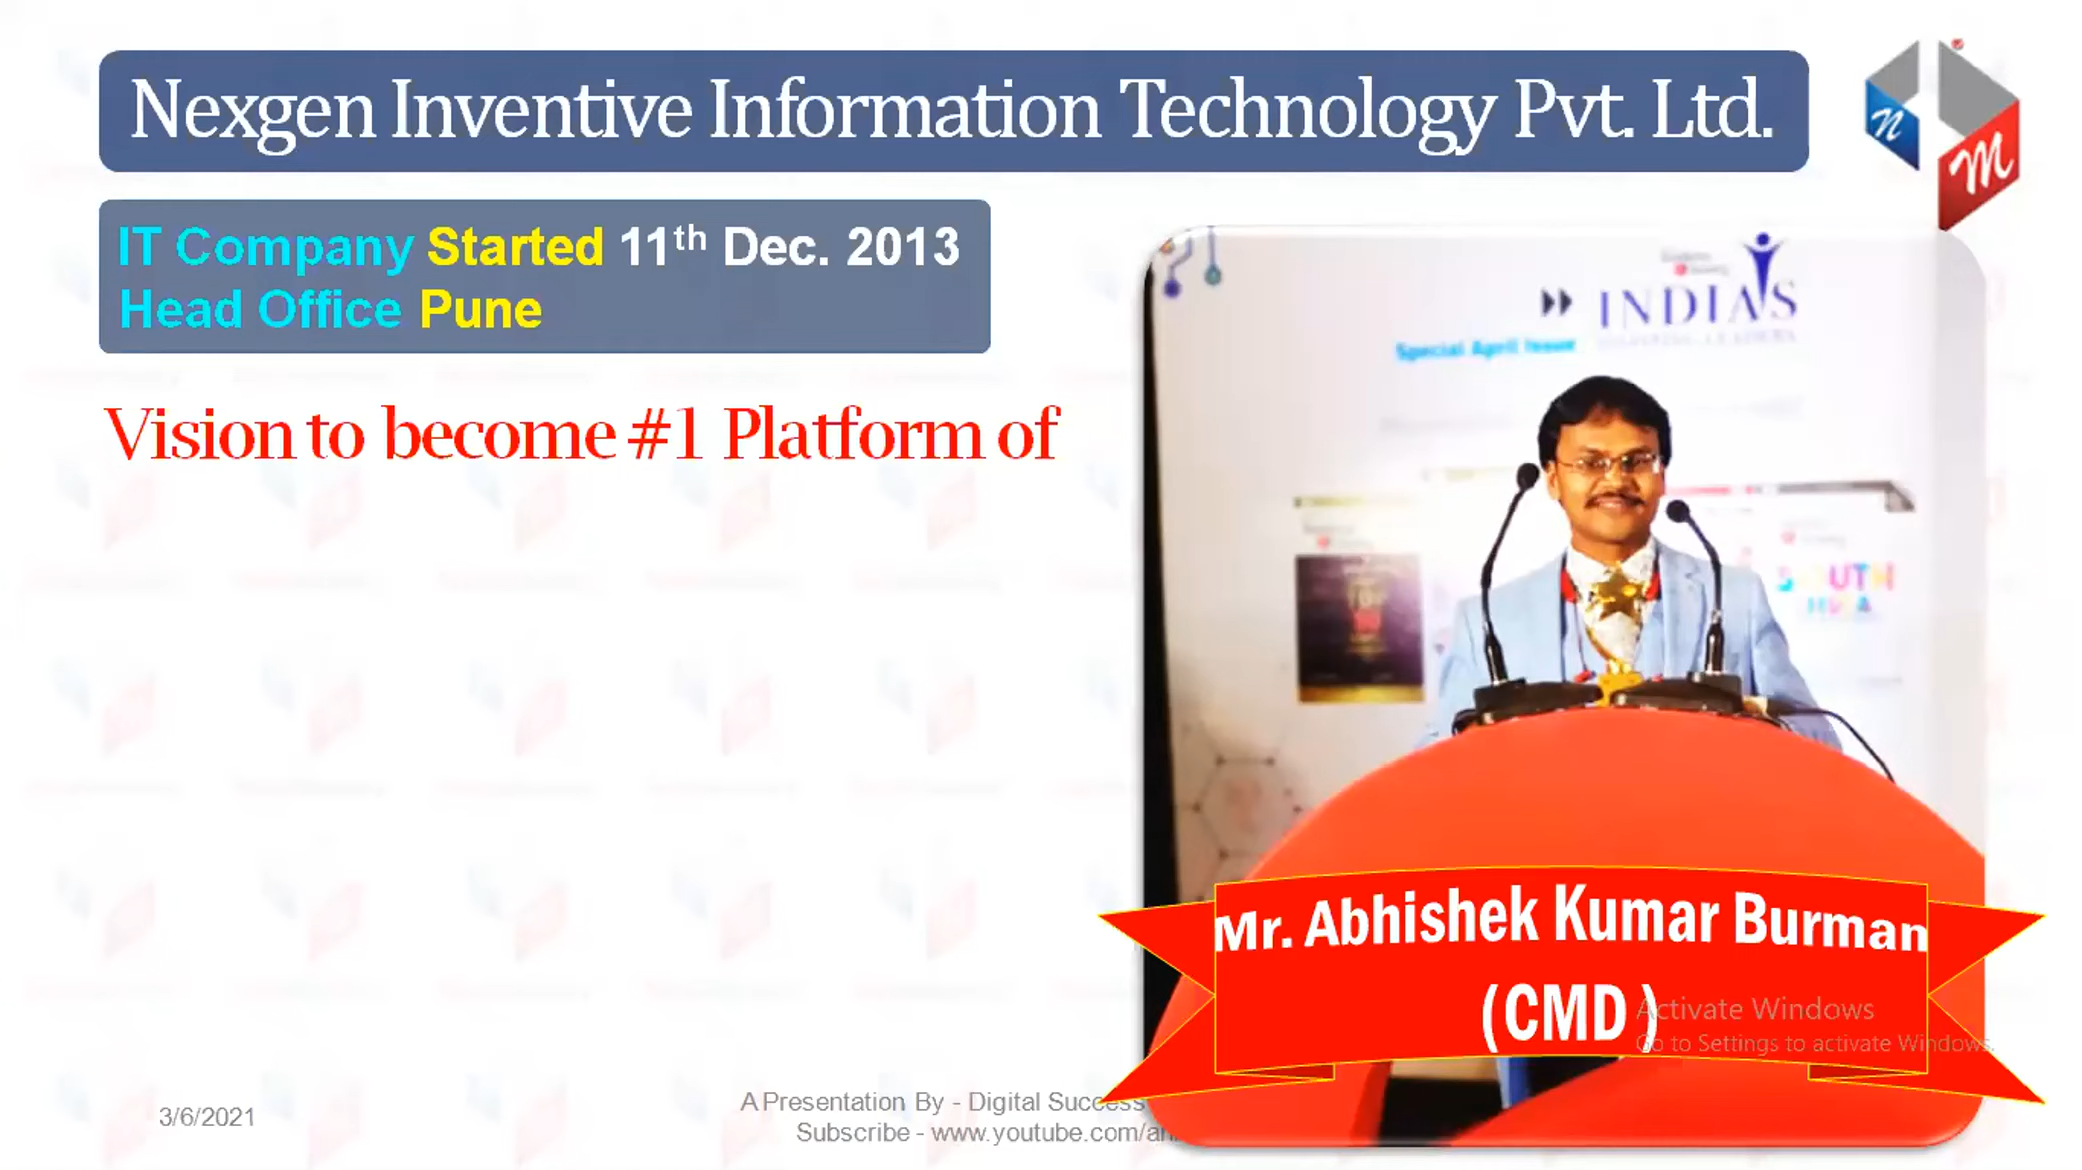 Nexgen Inventive Information Technology Pvt. Ltd.
n
M
IT Company Started 11th Dec. 2013
Head Office Pune
INDIA'S
Special April Issue
Vision to become #1 Platform of
Mr. Abhishek Kumar Burman
(CMD)
Activate Windows
Go to Settings to activate Windows.
3/6/2021
A Presentation By - Digital Success
Subscribe - www.youtube.com/